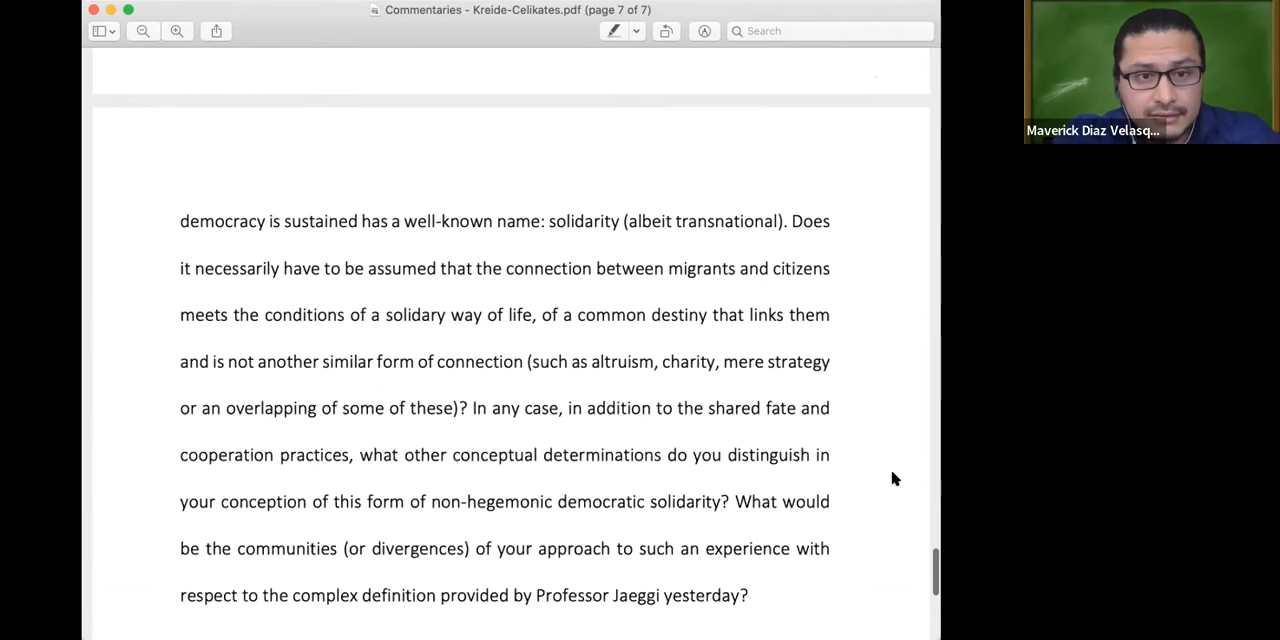 Commentaries - Kreide-Celikates.pdf (page 7 of 7)
Search
Maverick Diaz Velasq...
democracy is sustained has a well-known name: solidarity (albeit transnational). Does
it necessarily have to be assumed that the connection between migrants and citizens
meets the conditions of a solidary way of life, of a common destiny that links them
and is not another similar form of connection (such as altruism, charity, mere strategy
or an overlapping of some of these)? In any case, in addition to the shared fate and
cooperation practices, what other conceptual determinations do you distinguish in
your conception of this form of non-hegemonic democratic solidarity? What would
be the communities (or divergences) of your approach to such an experience with
respect to the complex definition provided by Professor Jaeggi yesterday?